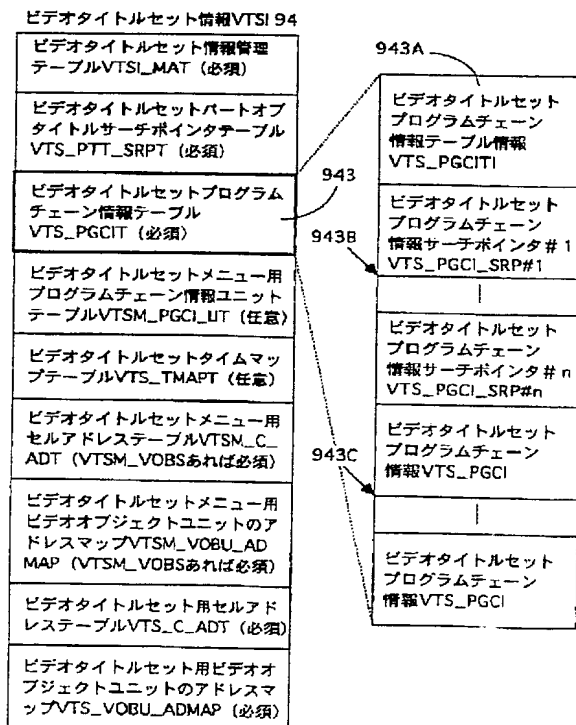 ビデオタイトルセット情報VTSI 94
ビデオタイトルセット情報管理
テーブルVTSI_MAT（必須）
ビデオタイトルセットパートオブ
タイトルサーチポインタテーブル
VTS_PTT_SRPT（必須）
ビデオタイトルセットプログラム
チェーン情報テーブル
VTS_PGCIT（必須）
ビデオタイトルセットメニュー用
プログラムチェーン情報ユニット
テーブルVTSM_PGCI_UT（任意）
ビデオタイトルセットタイムマッ
プテーブルVTS_TMAPT（任意）
ビデオタイトルセットメニュー用
セルアドレステーブルVTSM_C_
ADT（VTSM_VOBSあれば必須）
ビデオタイトルセットメニュー用
ビデオオブジェクトユニットのア
ドレスマップVTSM_VOBU_AD
MAP（VTSM_VOBSあれば必須）
ビデオタイトルセット用セルアド
レステーブルVTS_C_ADT（必須）
ビデオタイトルセット用ビデオオ
ブジェクトユニットのアドレスマ
ップVTS_VOBU_ADMAP（必須）
943
943A
ビデオタイトルセット
プログラムチェーン
情報テーブル情報
VTS_PGCITI
ビデオタイトルセット
プログラムチェーン
情報サーチポインタ#1
VTS_PGCI_SRP#1
943B
ビデオタイトルセット
プログラムチェーン
情報サーチポインタ#n
VTS_PGCI_SRP#n
ビデオタイトルセット
プログラムチェーン
情報VTS_PGCI
943C
ビデオタイトルセット
プログラムチェーン
情報VTS_PGCI